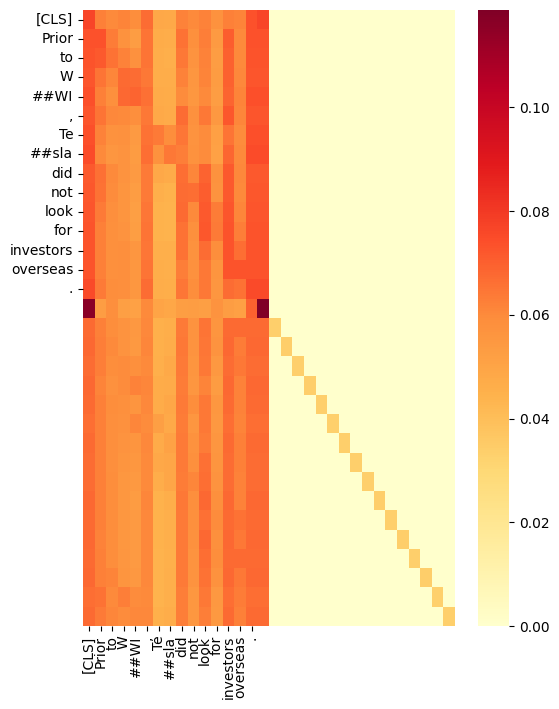 [CLS]
Prior
to
W
##WI
,
Te
##sla
did
not
look
for
investors
overseas
.
0.10
0.08
0.06
0.04
0.02
0.00
[CLS]
Prior
to
W
##WI
,
Te
##sla
did
not
look
for
investors
overseas
.